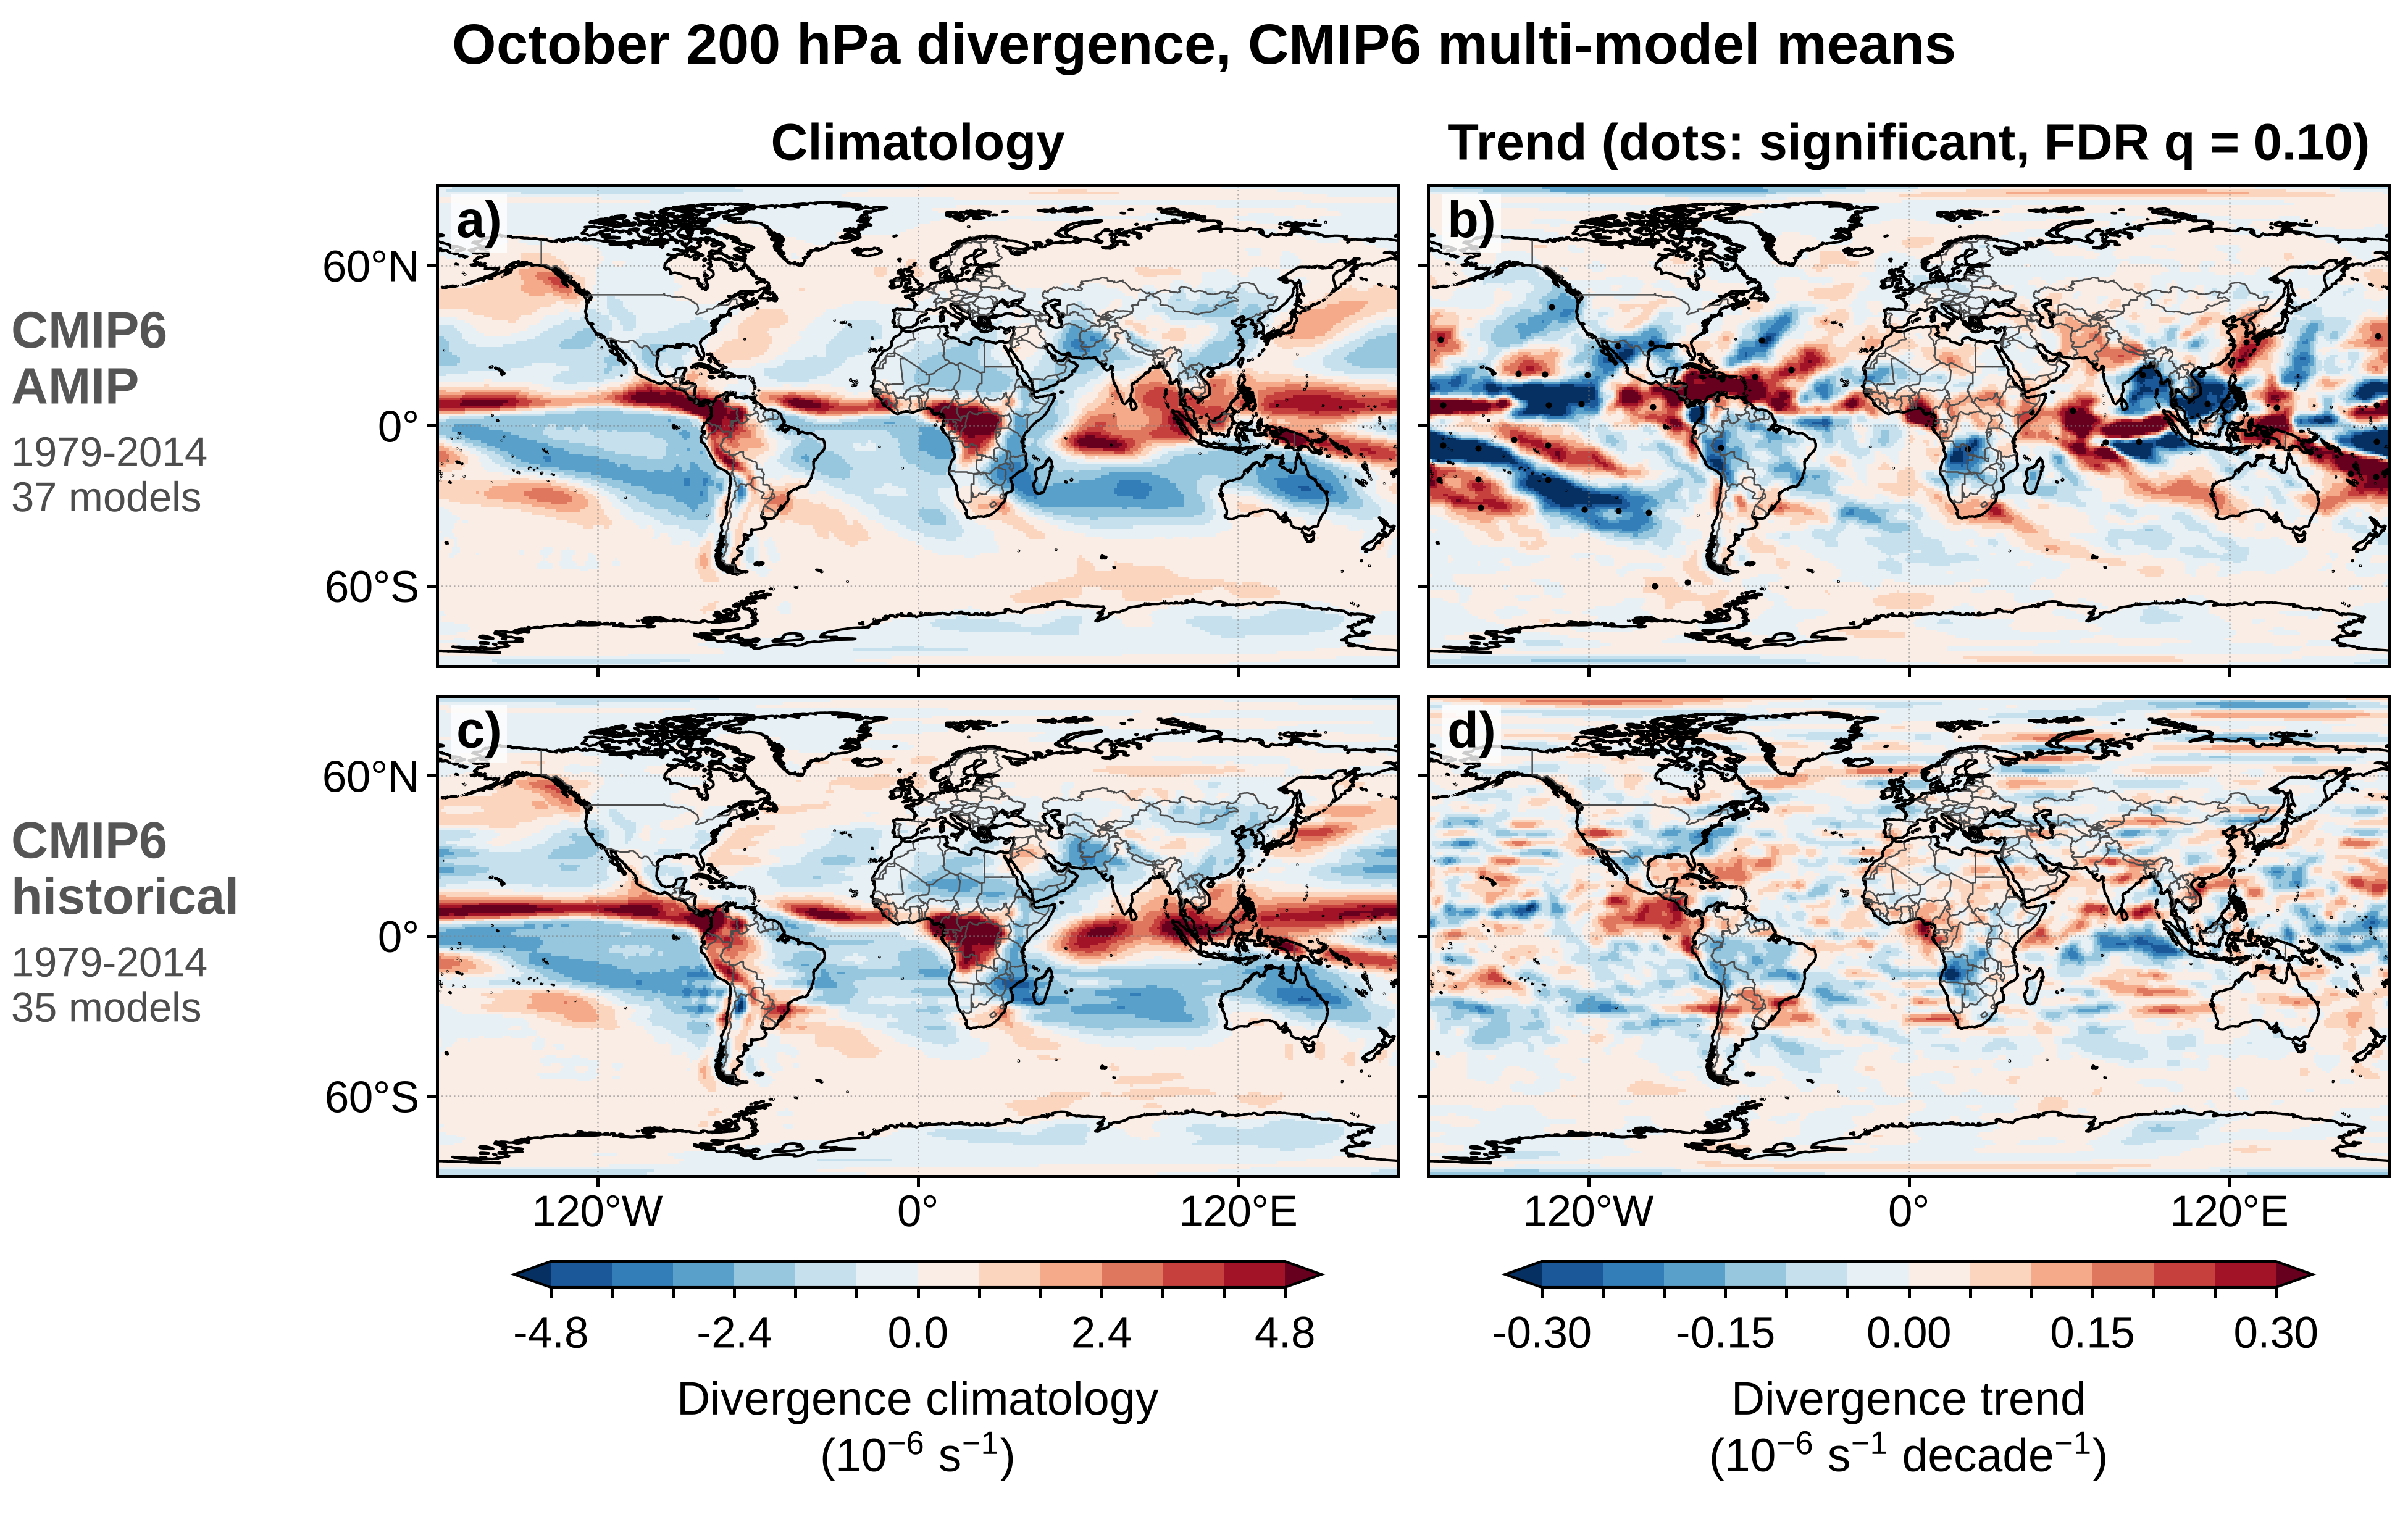 October 200 hPa divergence, CMIP6 multi-model means
Climatology
Trend (dots: significant, FDR q = 0.10)
CMIP6
AMIP
1979-2014
37 models
a)
b)
60°N
0°
60°S
CMIP6
historical
1979-2014
35 models
c)
d)
60°N
0°
60°S
120°W
0°
120°E
120°W
0°
120°E
-4.8
-2.4
0.0
2.4
4.8
Divergence climatology
(10⁻⁶ s⁻¹)
-0.30
-0.15
0.00
0.15
0.30
Divergence trend
(10⁻⁶ s⁻¹ decade⁻¹)